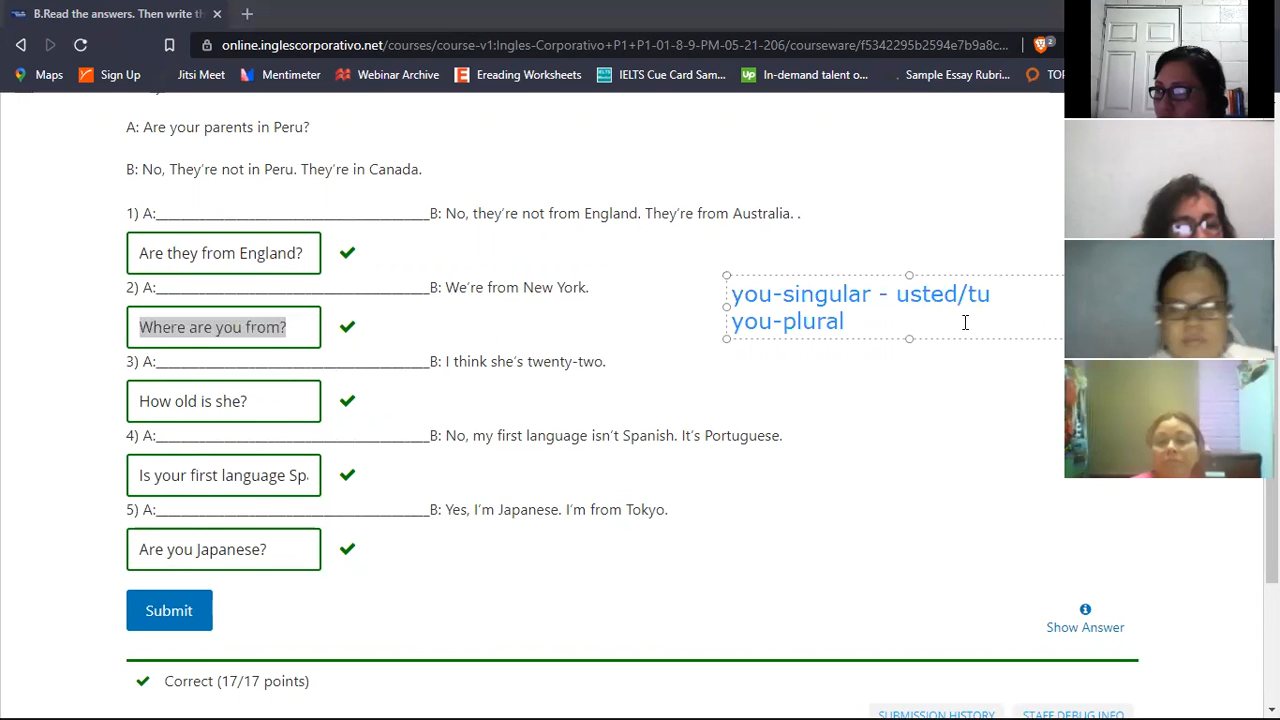 B.Read the answers. Then write th
online.inglescorporativo.net/courses/course-v1:Ingles-Corporativo+P1+P1-01-8-9-PM-05-21-206/courseware/f5342295b2594e7b9a8c...
2
Maps
Sign Up
Jitsi Meet
Mentimeter
Webinar Archive
Ereading Worksheets
IELTS Cue Card Sam...
In-demand talent o...
Sample Essay Rubri...
TOE
A: Are your parents in Peru?
B: No, They're not in Peru. They're in Canada.
1) A:______________________________B: No, they're not from England. They're from Australia. .
Are they from England?
2) A:______________________________B: We're from New York.
you-singular - usted/tu
you-plural
Where are you from?
3) A:______________________________B: I think she's twenty-two.
How old is she?
4) A:______________________________B: No, my first language isn't Spanish. It's Portuguese.
Is your first language Sp
5) A:______________________________B: Yes, I'm Japanese. I'm from Tokyo.
Are you Japanese?
Submit
Show Answer
Correct (17/17 points)
SUBMISSION HISTORY
STAFF DEBUG INFO